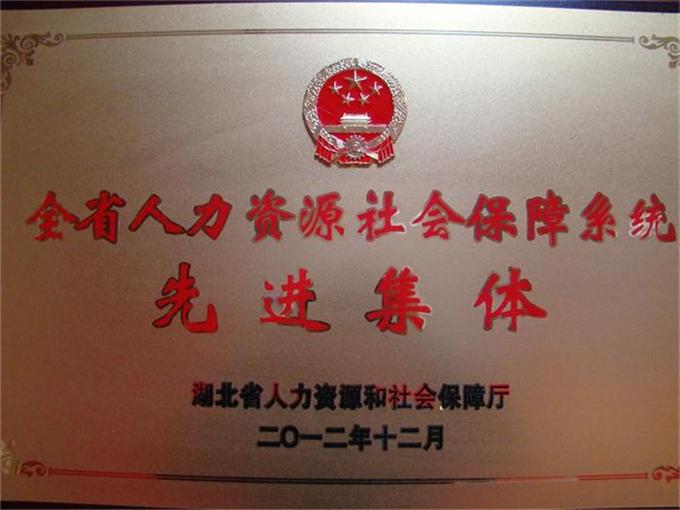 全省人力资源社会保障系统
先进集体
湖北省人力资源和社会保障厅
二〇一二年十二月